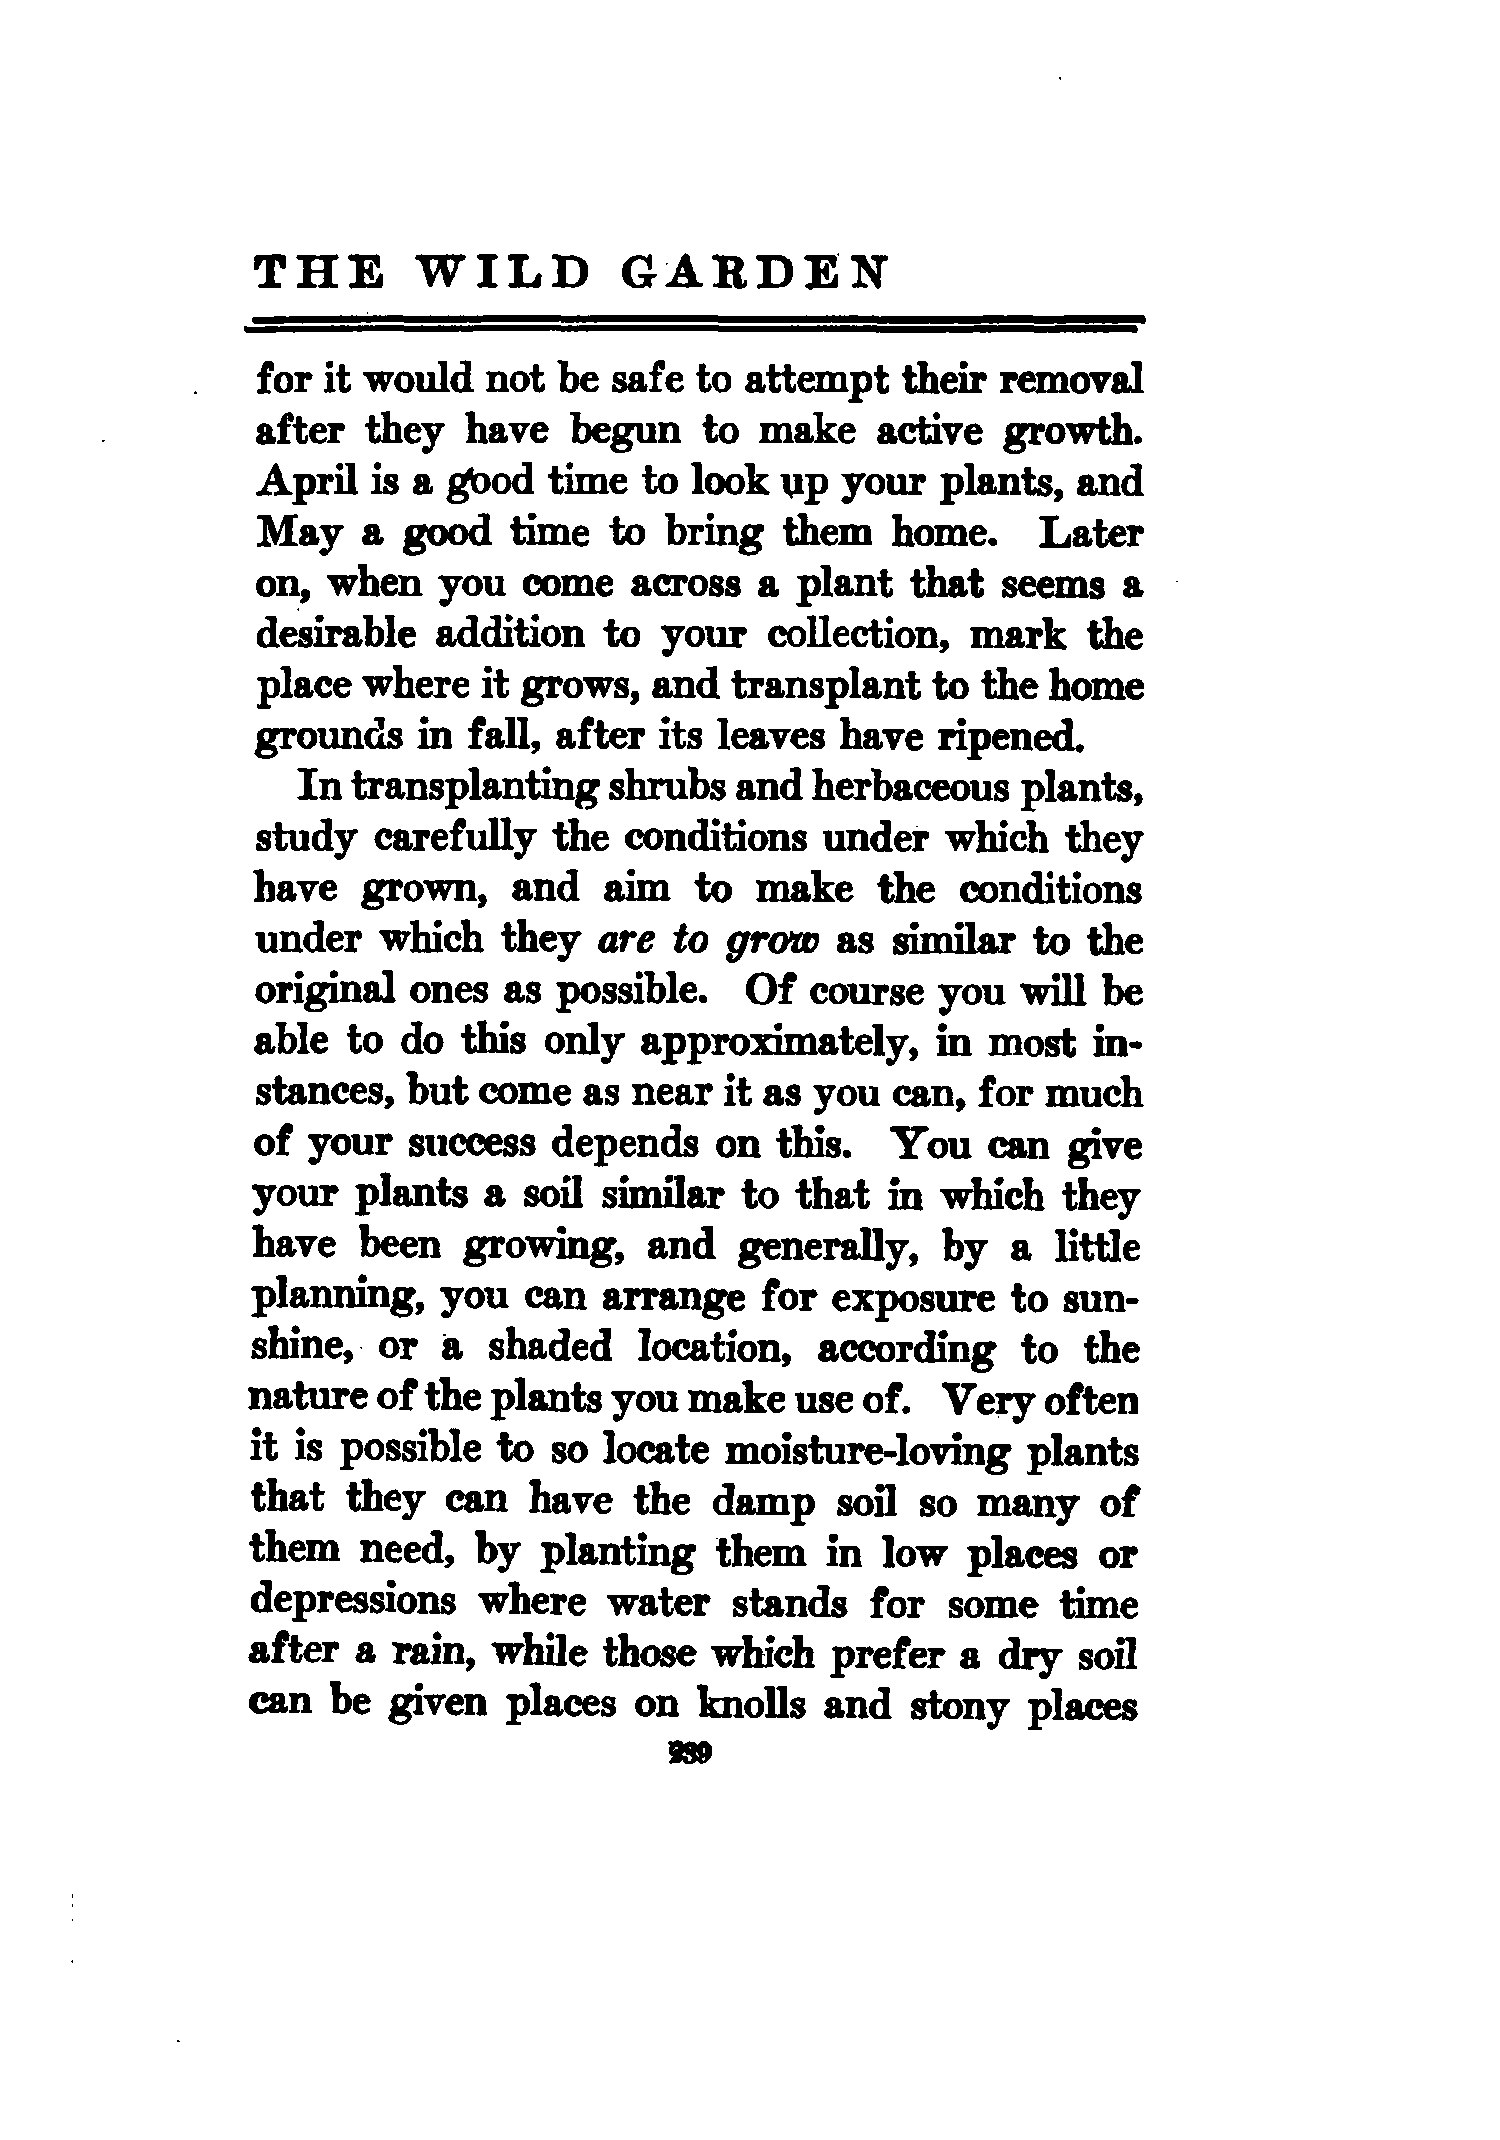 THE WILD GARDEN
for it would not be safe to attempt their removal
after they have begun to make active growth.
April is a good time to look up your plants, and
May a good time to bring them home. Later
on, when you come across a plant that seems a
desirable addition to your collection, mark the
place where it grows, and transplant to the home
grounds in fall, after its leaves have ripened.
In transplanting shrubs and herbaceous plants,
study carefully the conditions under which they
have grown, and aim to make the conditions
under which they are to grow as similar to the
original ones as possible. Of course you will be
able to do this only approximately, in most in-
stances, but come as near it as you can, for much
of your success depends on this. You can give
your plants a soil similar to that in which they
have been growing, and generally, by a little
planning, you can arrange for exposure to sun-
shine, or a shaded location, according to the
nature of the plants you make use of. Very often
it is possible to so locate moisture-loving plants
that they can have the damp soil so many of
them need, by planting them in low places or
depressions where water stands for some time
after a rain, while those which prefer a dry soil
can be given places on knolls and stony places
239